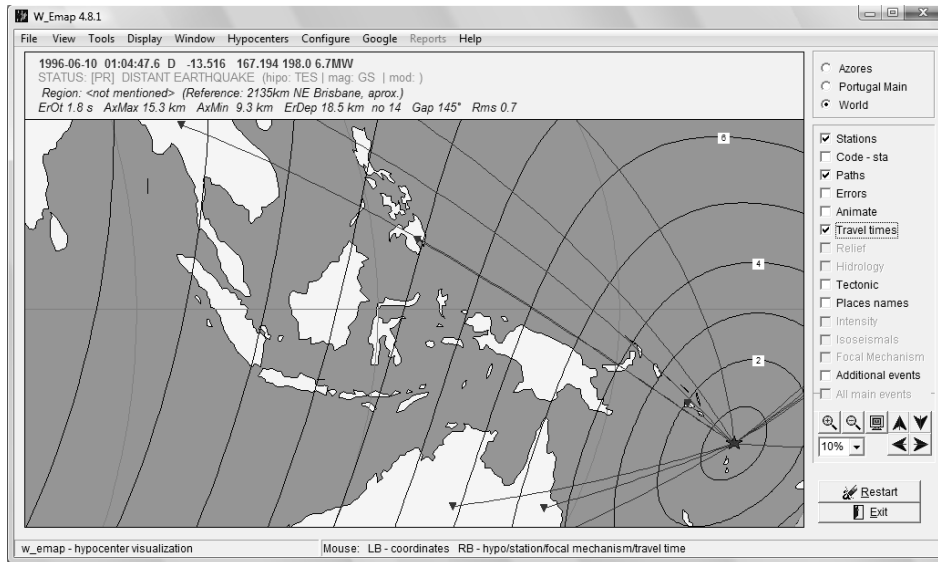 W_Emap 4.8.1
File View Tools Display Window Hypocenters Configure Google Reports Help
1996-06-10 01:04:47.6 D -13.516 167.194 198.0 6.7MW
STATUS: [PR] DISTANT EARTHQUAKE (hipo: TES | mag: GS | mod: )
Region: <not mentioned> (Reference: 2135km NE Brisbane, aprox.)
ErOt 1.8 s AxMax 15.3 km AxMin 9.3 km ErDep 18.5 km no 14 Gap 145° Rms 0.7
6
4
2
Azores
Portugal Main
World
Stations
Code - sta
Paths
Errors
Animate
Travel times
Relief
Hidrology
Tectonic
Places names
Intensity
Isoseismals
Focal Mechanism
Additional events
All main events
10%
Restart
Exit
w_emap - hypocenter visualization
Mouse: LB - coordinates RB - hypo/station/focal mechanism/travel time